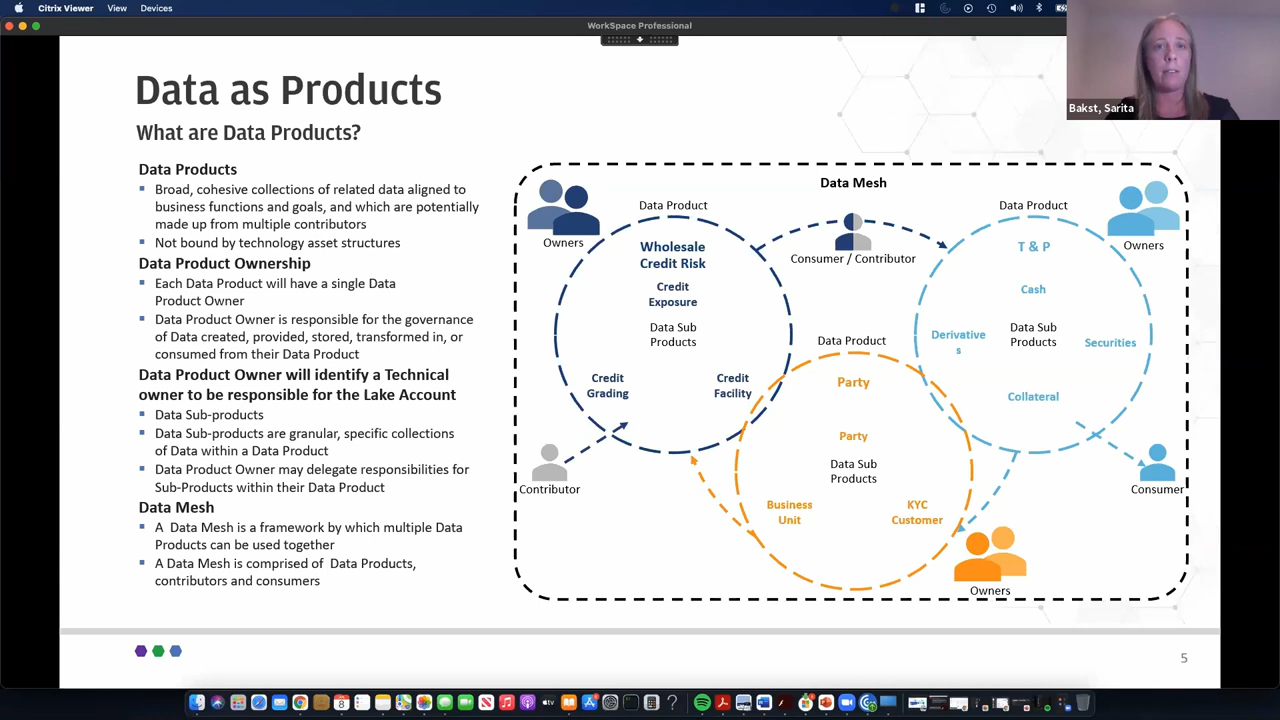 Citrix Viewer View Devices
WorkSpace Professional
Bakst, Sarita
Data as Products
What are Data Products?
Data Products
Broad, cohesive collections of related data aligned to
business functions and goals, and which are potentially
made up from multiple contributors
Not bound by technology asset structures
Data Product Ownership
Each Data Product will have a single Data
Product Owner
Data Product Owner is responsible for the governance
of Data created, provided, stored, transformed in, or
consumed from their Data Product
Data Product Owner will identify a Technical
owner to be responsible for the Lake Account
Data Sub-products
Data Sub-products are granular, specific collections
of Data within a Data Product
Data Product Owner may delegate responsibilities for
Sub-Products within their Data Product
Data Mesh
A Data Mesh is a framework by which multiple Data
Products can be used together
A Data Mesh is comprised of Data Products,
contributors and consumers
Data Mesh
Owners
Data Product
Wholesale
Credit Risk
Credit
Exposure
Data Sub
Products
Credit
Grading
Credit
Facility
Contributor
Consumer / Contributor
Data Product
Party
Party
Data Sub
Products
Business
Unit
KYC
Customer
Owners
Data Product
T & P
Cash
Derivative
s
Data Sub
Products
Securities
Collateral
Owners
Consumer
5